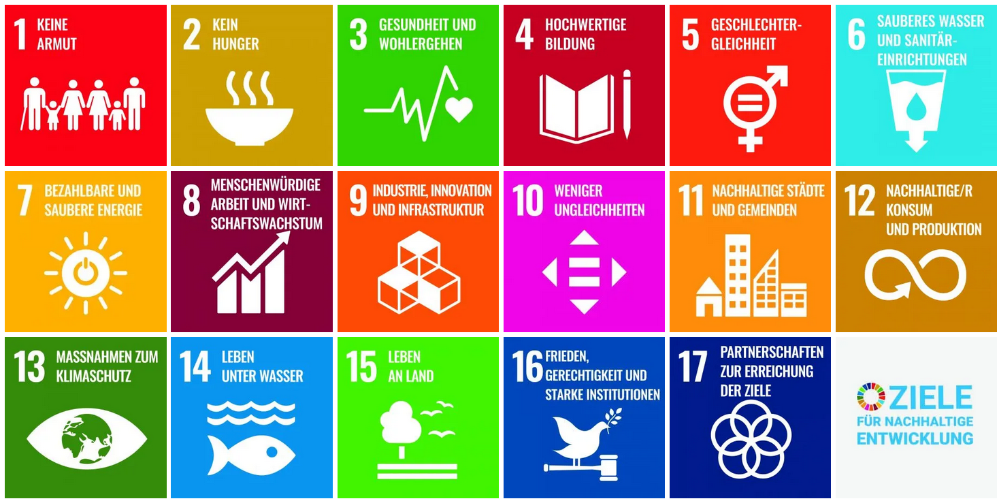 1 KEINE
ARMUT
2 KEIN
HUNGER
3 GESUNDHEIT UND
WOHLERGEHEN
4 HOCHWERTIGE
BILDUNG
5 GESCHLECHTER-
GLEICHHEIT
6 SAUBERES WASSER
UND SANITÄR-
EINRICHTUNGEN
7 BEZAHLBARE UND
SAUBERE ENERGIE
8 MENSCHENWÜRDIGE
ARBEIT UND WIRT-
SCHAFTSWACHSTUM
9 INDUSTRIE, INNOVATION
UND INFRASTRUKTUR
10 WENIGER
UNGLEICHHEITEN
11 NACHHALTIGE STÄDTE
UND GEMEINDEN
12 NACHHALTIGE/R
KONSUM
UND PRODUKTION
13 MASSNAHMEN ZUM
KLIMASCHUTZ
14 LEBEN
UNTER WASSER
15 LEBEN
AN LAND
16 FRIEDEN,
GERECHTIGKEIT UND
STARKE INSTITUTIONEN
17 PARTNERSCHAFTEN
ZUR ERREICHUNG
DER ZIELE
ZIELE
FÜR NACHHALTIGE
ENTWICKLUNG